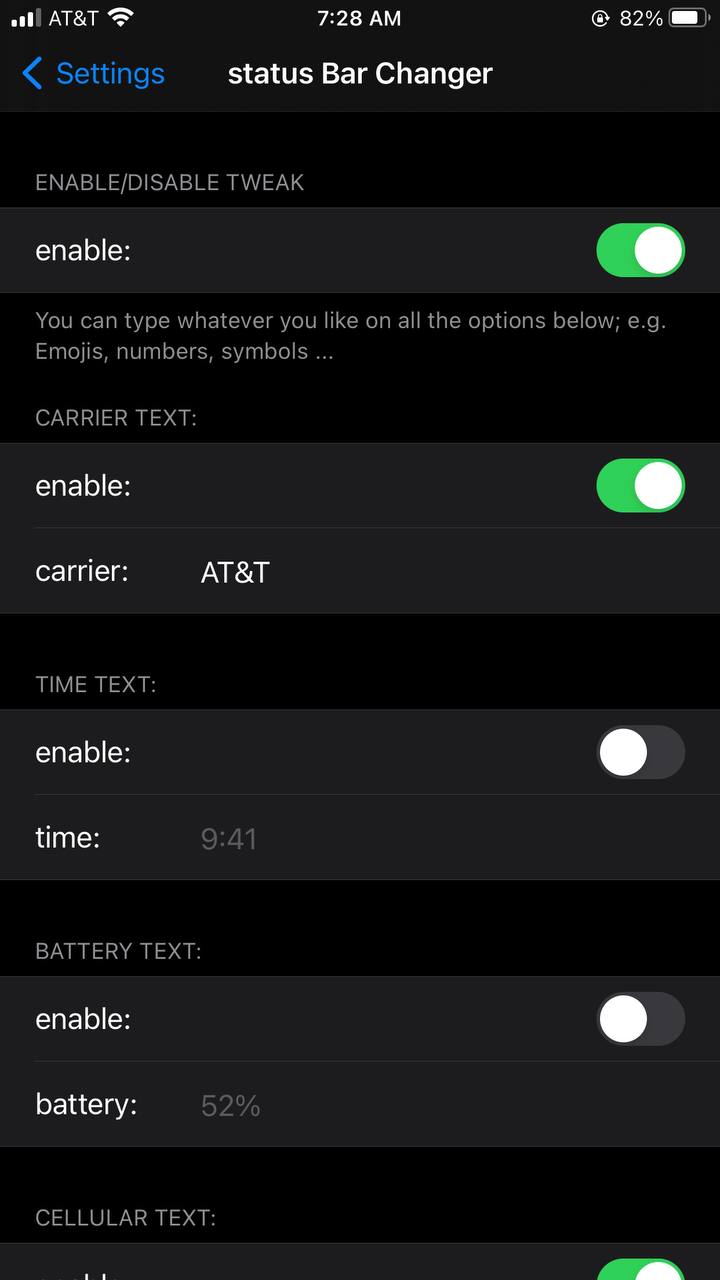 AT&T 7:28 AM 82%
Settings status Bar Changer
ENABLE/DISABLE TWEAK
enable:
You can type whatever you like on all the options below; e.g.
Emojis, numbers, symbols ...
CARRIER TEXT:
enable:
carrier: AT&T
TIME TEXT:
enable:
time: 9:41
BATTERY TEXT:
enable:
battery: 52%
CELLULAR TEXT: